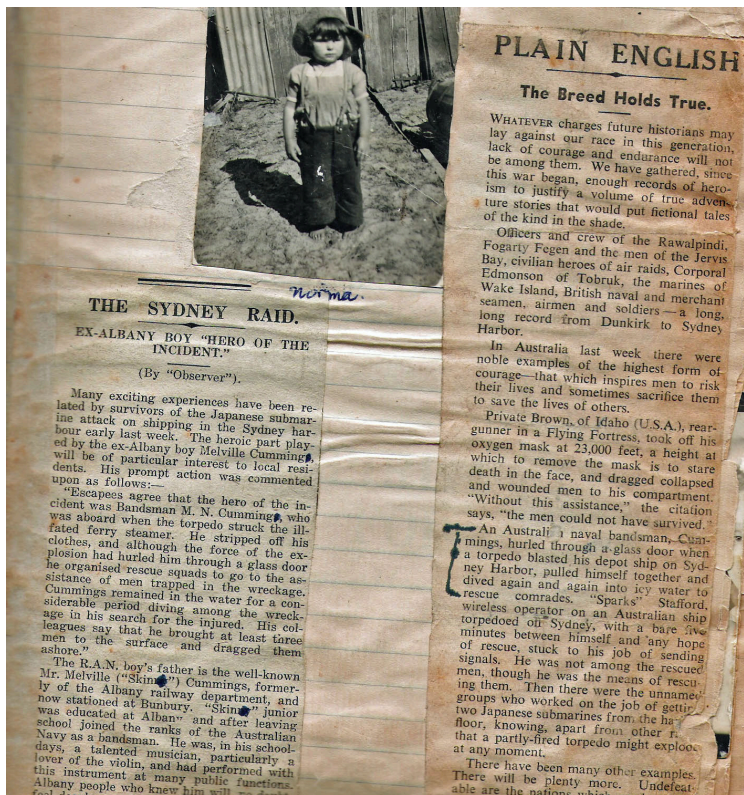 norma.
THE SYDNEY RAID.
EX-ALBANY BOY "HERO OF THE
INCIDENT."
(By "Observer").
Many exciting experiences have been re-
lated by survivors of the Japanese submar-
ine attack on shipping in the Sydney har-
bour early last week. The heroic part play-
ed by the ex-Albany boy Melville Cummings,
will be of particular interest to local resi-
dents. His prompt action was commented
upon as follows:—
"Escapees agree that the hero of the in-
cident was Bandsman M. N. Cummings, who
was aboard when the torpedo struck the ill-
fated ferry steamer. He stripped off his
clothes, and although the force of the ex-
plosion had hurled him through a glass door
he organised rescue squads to go to the as-
sistance of men trapped in the wreckage.
Cummings remained in the water for a con-
siderable period diving among the wreck-
age in his search for the injured. His col-
leagues say that he brought at least three
men to the surface and dragged them
ashore."
The R.A.N. boy's father is the well-known
Mr. Melville ("Skin") Cummings, former-
ly of the Albany railway department, and
now stationed at Bunbury. "Skin" junior
was educated at Alban" and after leaving
school joined the ranks of the Australian
Navy as a bandsman. He was, in his school-
days, a talented musician, particularly a
lover of the violin, and had performed with
this instrument at many public functions.
Albany people who knew him will
PLAIN ENGLISH
The Breed Holds True.
WHATEVER charges future historians may
lay against our race in this generation,
lack of courage and endurance will not
be among them. We have gathered, since
this war began, enough records of hero-
ism to justify a volume of true adven-
ture stories that would put fictional tales
of the kind in the shade.
Officers and crew of the Rawalpindi,
Fogarty Fegen and the men of the Jervis
Bay, civilian heroes of air raids, Corporal
Edmonson of Tobruk, the marines of
Wake Island, British naval and merchant
seamen, airmen and soldiers — a long,
long record from Dunkirk to Sydney
Harbor.
In Australia last week there were
noble examples of the highest form of
courage—that which inspires men to risk
their lives and sometimes sacrifice them
to save the lives of others.
Private Brown, of Idaho (U.S.A.), rear-
gunner in a Flying Fortress, took off his
oxygen mask at 23,000 feet, a height at
which to remove the mask is to stare
death in the face, and dragged collapsed
and wounded men to his compartment.
"Without this assistance," the citation
says, "the men could not have survived."
An Australian naval bandsman, Cum-
mings, hurled through a glass door when
a torpedo blasted his depot ship on Syd-
ney Harbor, pulled himself together and
dived again and again into icy water to
rescue comrades. "Sparks" Stafford,
wireless operator on an Australian ship
torpedoed off Sydney, with a bare five
minutes between himself and any hope
of rescue, stuck to his job of sending
signals. He was not among the rescued
men, though he was the means of rescu-
ing them. Then there were the unnamed
groups who worked on the job of getting
two Japanese submarines from the ha
floor, knowing, apart from other r
that a partly-fired torpedo might explode
at any moment.
There have been many other examples.
There will be plenty more. Undefeat-
able are the nations which